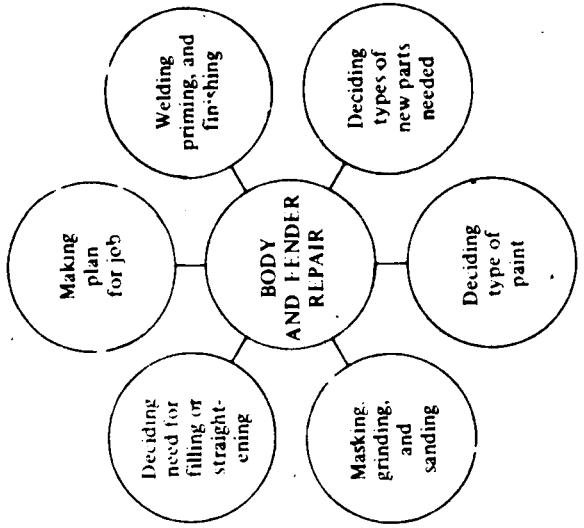 Making
plan
for job
Welding
priming, and
finishing
Deciding
types of
new parts
needed
Deciding
type of
paint
Masking,
grinding,
and
sanding
Deciding
need for
filling or
straight-
ening
BODY
AND FENDER
REPAIR